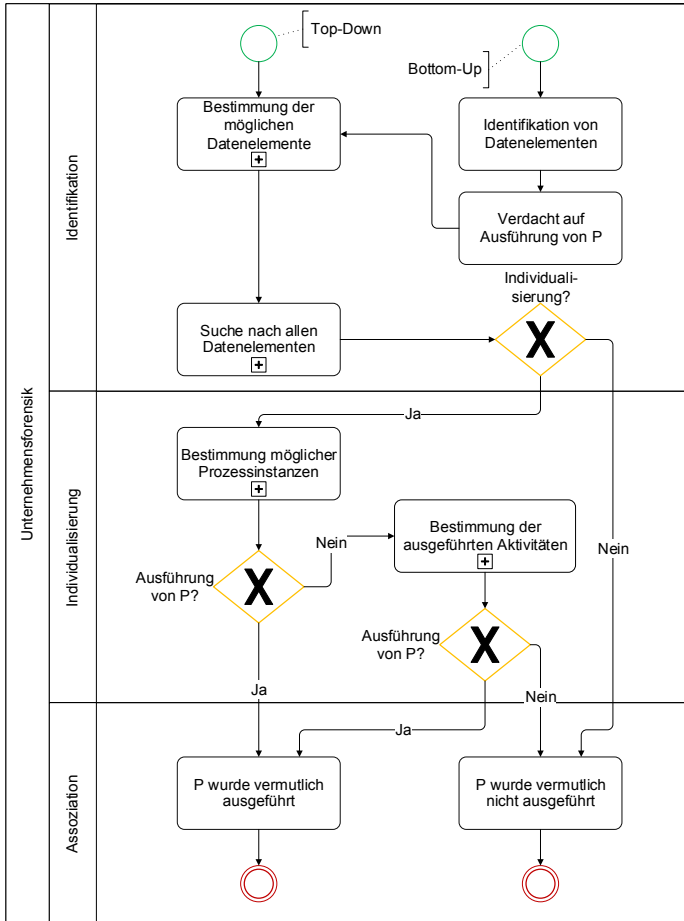 Unternehmensforensik
Identifikation
Top-Down
Bottom-Up
Bestimmung der
möglichen
Datenelemente
Identifikation von
Datenelementen
Verdacht auf
Ausführung von P
Individuali-
sierung?
Suche nach allen
Datenelementen
X
Individualisierung
Ja
Bestimmung möglicher
Prozessinstanzen
Nein
Bestimmung der
ausgeführten Aktivitäten
Nein
Ausführung
von P?
X
Ausführung
von P?
X
Ja
Nein
Assoziation
Ja
P wurde vermutlich
ausgeführt
P wurde vermutlich
nicht ausgeführt